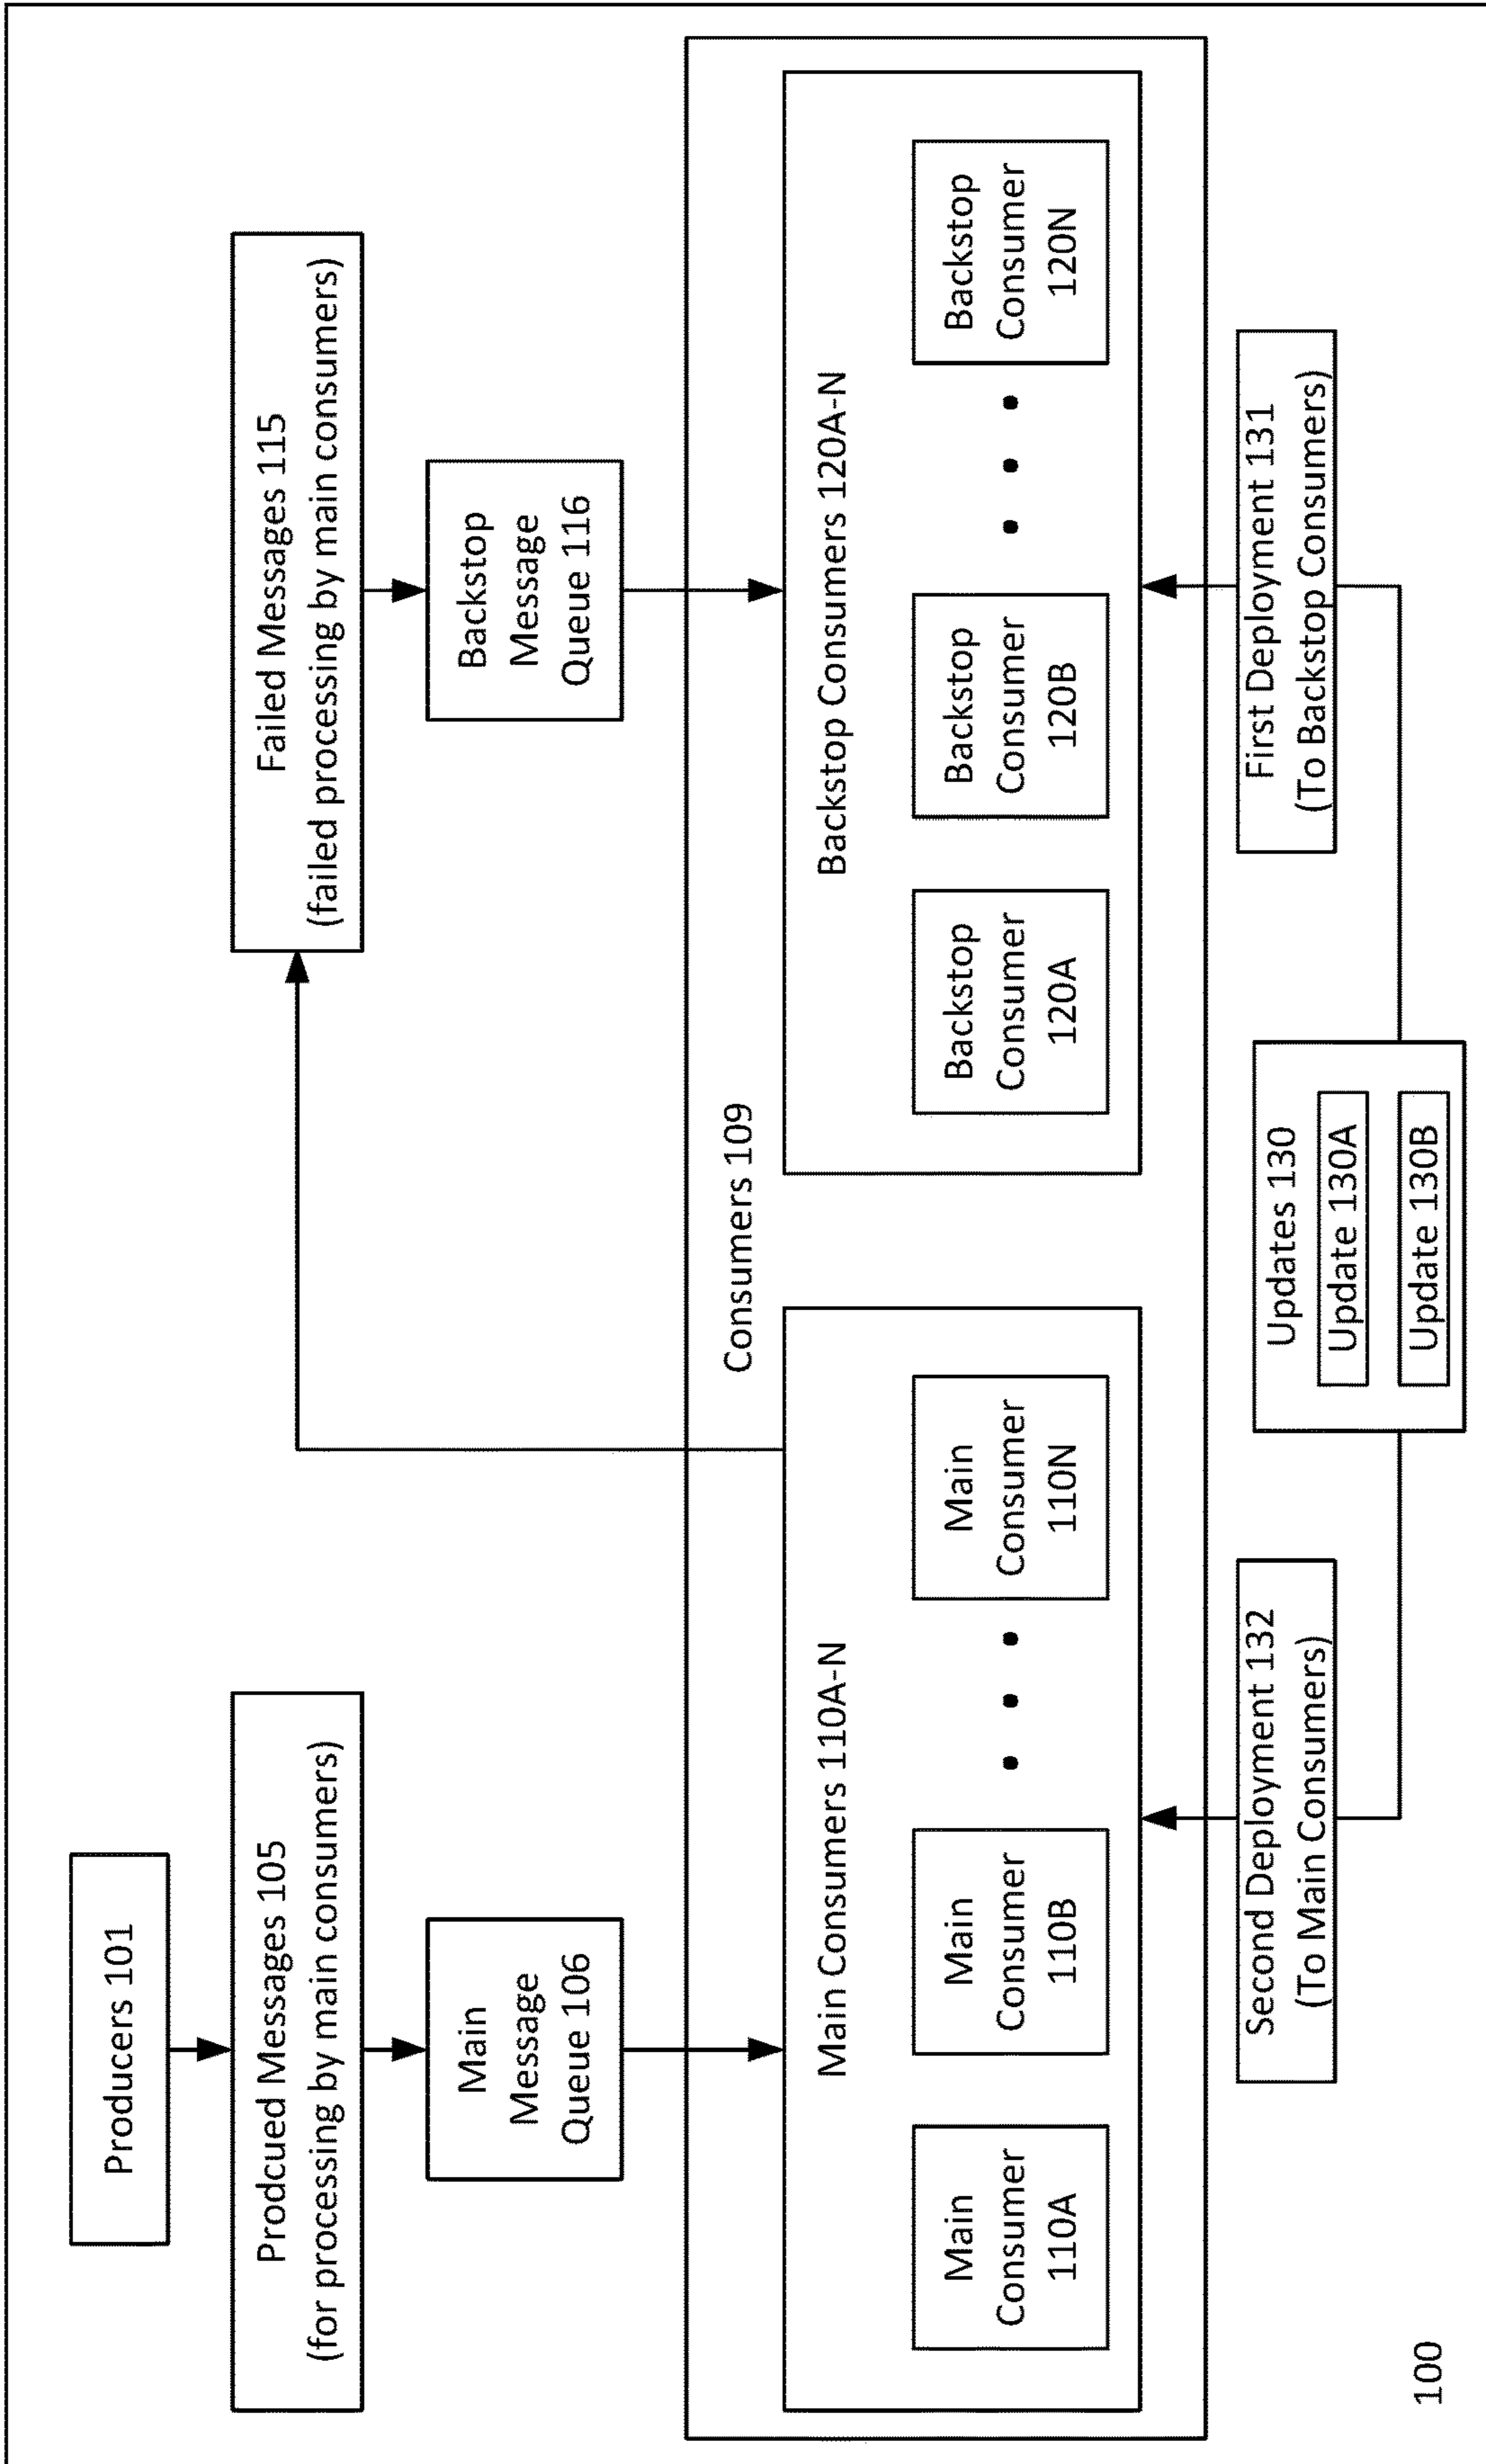 Producers 101
Prodcued Messages 105
(for processing by main consumers)
Main
Message
Queue 106
Failed Messages 115
(failed processing by main consumers)
Backstop
Message
Queue 116
Consumers 109
Main Consumers 110A-N
Main
Consumer
110A
Main
Consumer
110B
Main
Consumer
110N
Backstop Consumers 120A-N
Backstop
Consumer
120A
Backstop
Consumer
120B
Backstop
Consumer
120N
Second Deployment 132
(To Main Consumers)
Updates 130
Update 130A
Update 130B
First Deployment 131
(To Backstop Consumers)
100